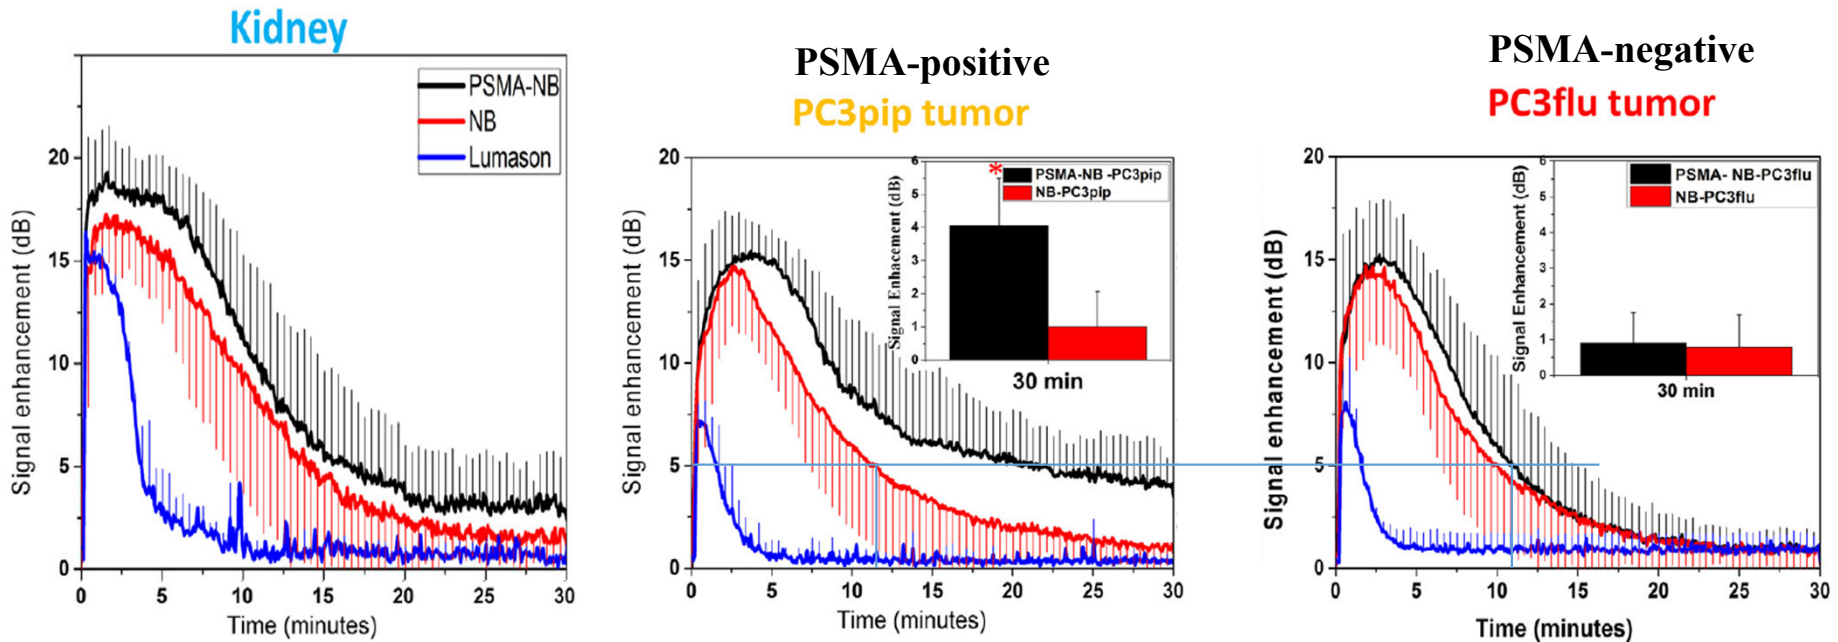 Kidney
PSMA-NB
NB
Lumason
Signal enhancement (dB)
20
15
10
5
0
0 5 10 15 20 25 30
Time (minutes)
PSMA-positive
PC3pip tumor
Signal enhancement (dB)
20
15
10
5
0
0 5 10 15 20 25 30
Time (minutes)
*
PSMA-NB -PC3pip
NB-PC3pip
Signal Enhacement (dB)
6
5
4
3
2
1
0
30 min
PSMA-negative
PC3flu tumor
Signal enhancement (dB)
20
15
10
5
0
0 5 10 15 20 25 30
Time (minutes)
PSMA- NB-PC3flu
NB-PC3flu
Signal Enhancement (dB)
6
5
4
3
2
1
0
30 min